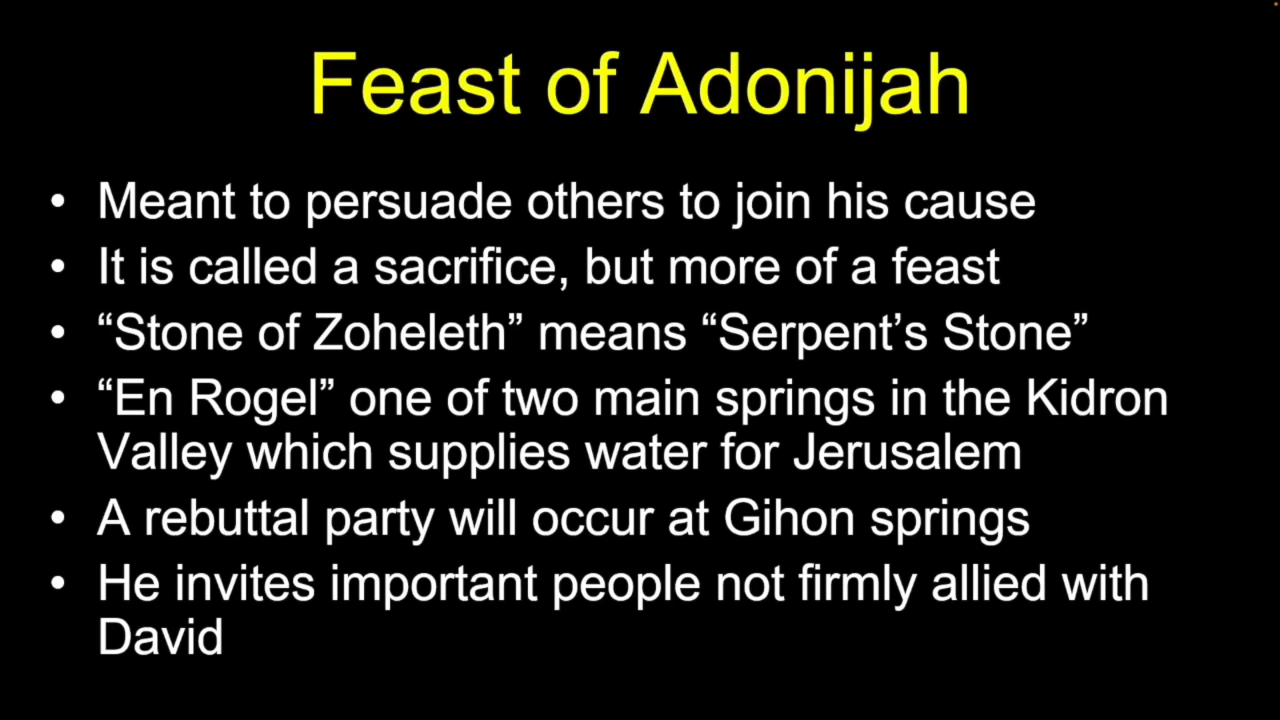 Feast of Adonijah
• Meant to persuade others to join his cause
• It is called a sacrifice, but more of a feast
• “Stone of Zoheleth” means “Serpent’s Stone”
• “En Rogel” one of two main springs in the Kidron
Valley which supplies water for Jerusalem
• A rebuttal party will occur at Gihon springs
• He invites important people not firmly allied with
David